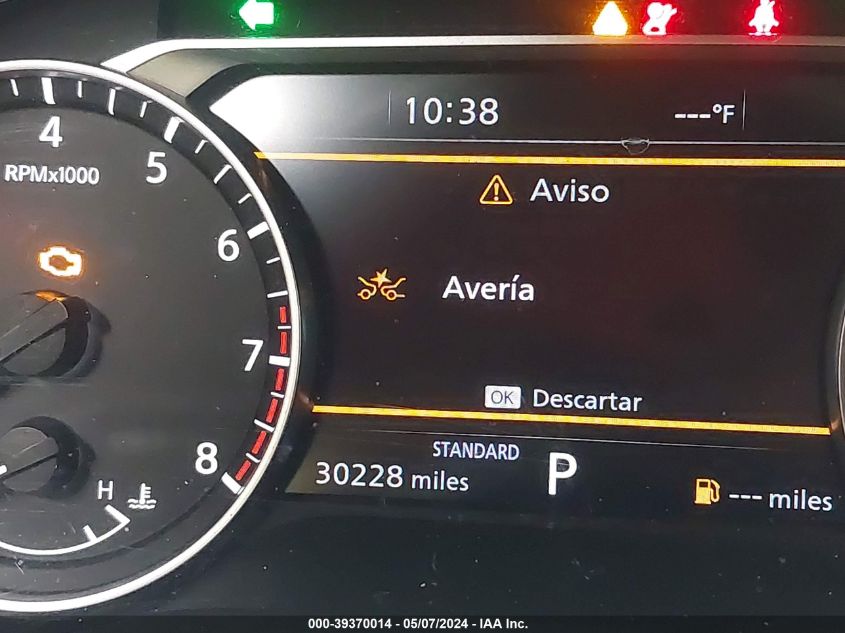 10:38
---°F
4
5
RPMx1000
6
7
8
H
Aviso
Avería
OK Descartar
STANDARD
30228 miles
P
--- miles
000-39370014 - 05/07/2024 - IAA Inc.